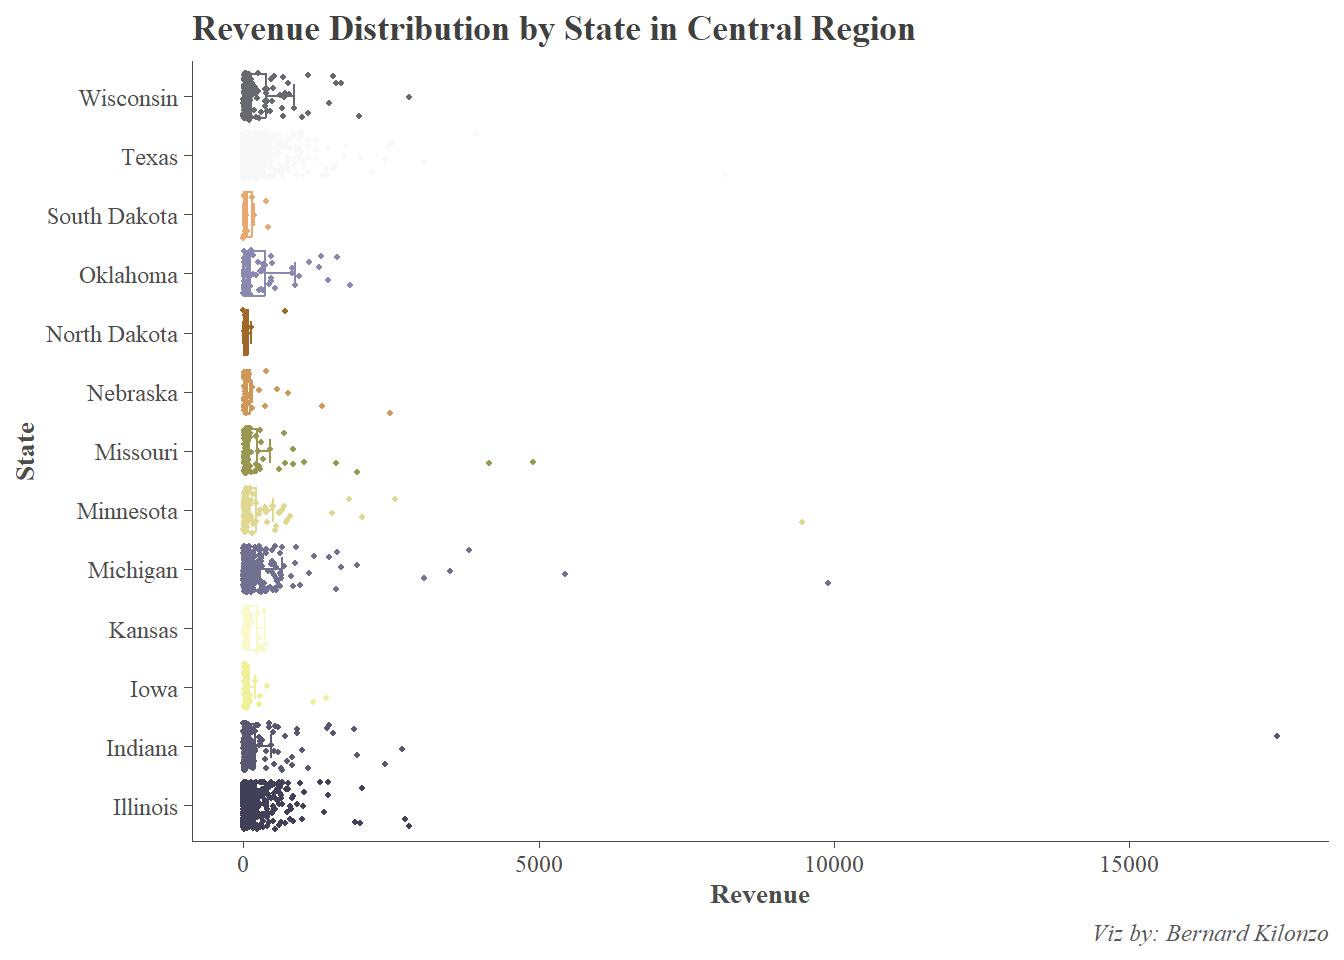 Revenue Distribution by State in Central Region
Wisconsin
Texas
South Dakota
Oklahoma
North Dakota
Nebraska
Missouri
Minnesota
Michigan
Kansas
Iowa
Indiana
Illinois
State
0 5000 10000 15000
Revenue
Viz by: Bernard Kilonzo